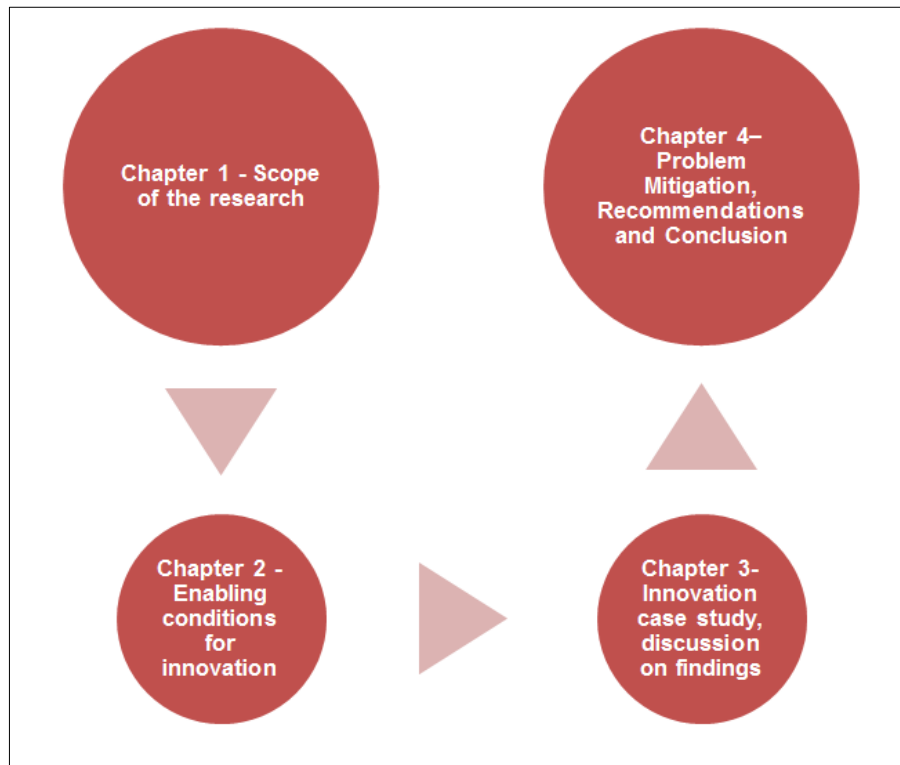 Chapter 1 - Scope
of the research
Chapter 2 -
Enabling
conditions
for
innovation
Chapter 3-
Innovation
case study,
discussion
on findings
Chapter 4–
Problem
Mitigation,
Recommendations
and Conclusion